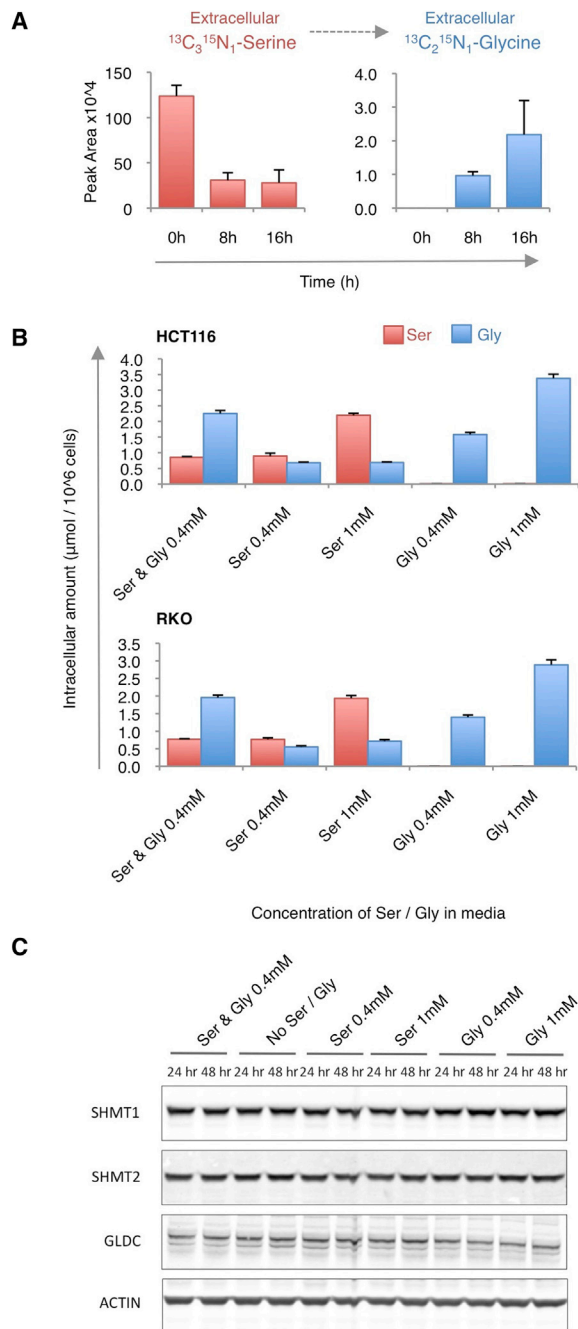 A
Extracellular Extracellular
¹³C₃¹⁵N₁-Serine ¹³C₂¹⁵N₁-Glycine
Peak Area x10^4
150
100
50
0
4.0
3.0
2.0
1.0
0.0
0h 8h 16h 0h 8h 16h
Time (h)
B
HCT116
Ser Gly
Intracellular amount (µmol / 10^6 cells)
4.0
3.5
3.0
2.5
2.0
1.5
1.0
0.5
0.0
Ser & Gly 0.4mM Ser 0.4mM Ser 1mM Gly 0.4mM Gly 1mM
RKO
3.5
3.0
2.5
2.0
1.5
1.0
0.5
0.0
Ser & Gly 0.4mM Ser 0.4mM Ser 1mM Gly 0.4mM Gly 1mM
Concentration of Ser / Gly in media
C
Ser & Gly 0.4mM No Ser / Gly Ser 0.4mM Ser 1mM Gly 0.4mM Gly 1mM
24 hr 48 hr 24 hr 48 hr 24 hr 48 hr 24 hr 48 hr 24 hr 48 hr 24 hr 48 hr
SHMT1
SHMT2
GLDC
ACTIN